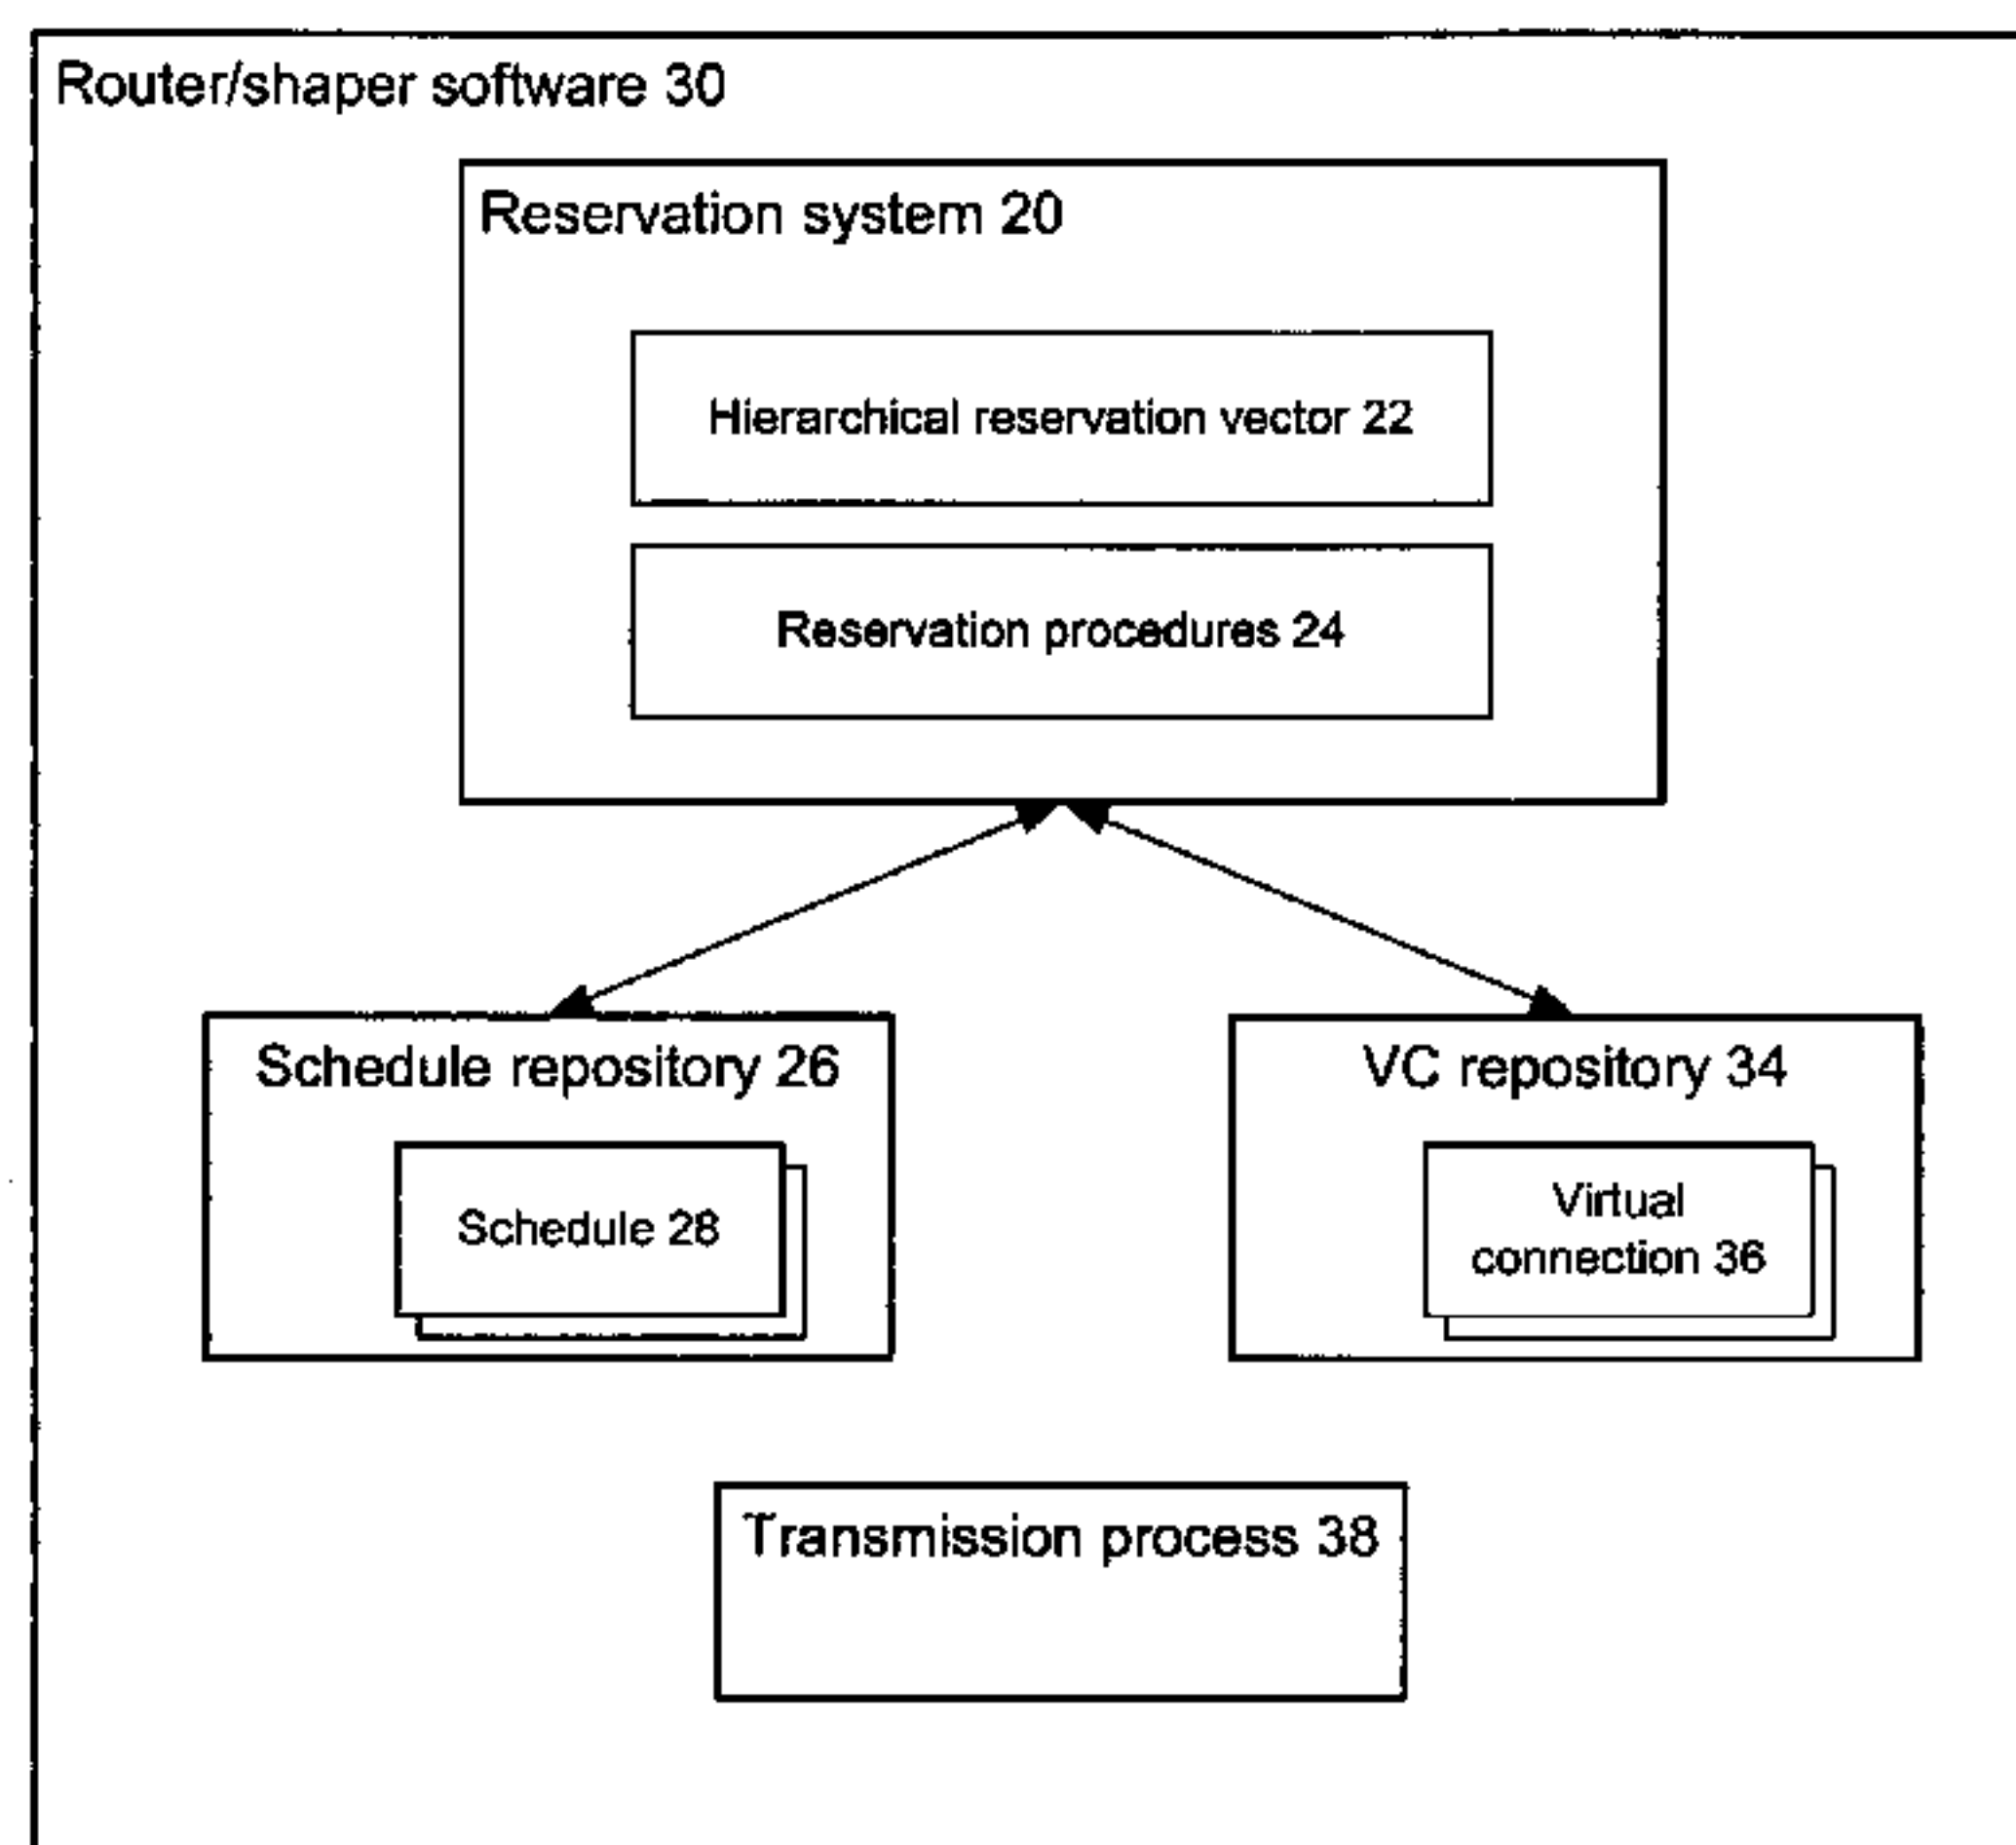 Router/shaper software 30
Reservation system 20
Hierarchical reservation vector 22
Reservation procedures 24
Schedule repository 26
VC repository 34
Schedule 28
Virtual
connection 36
Transmission process 38